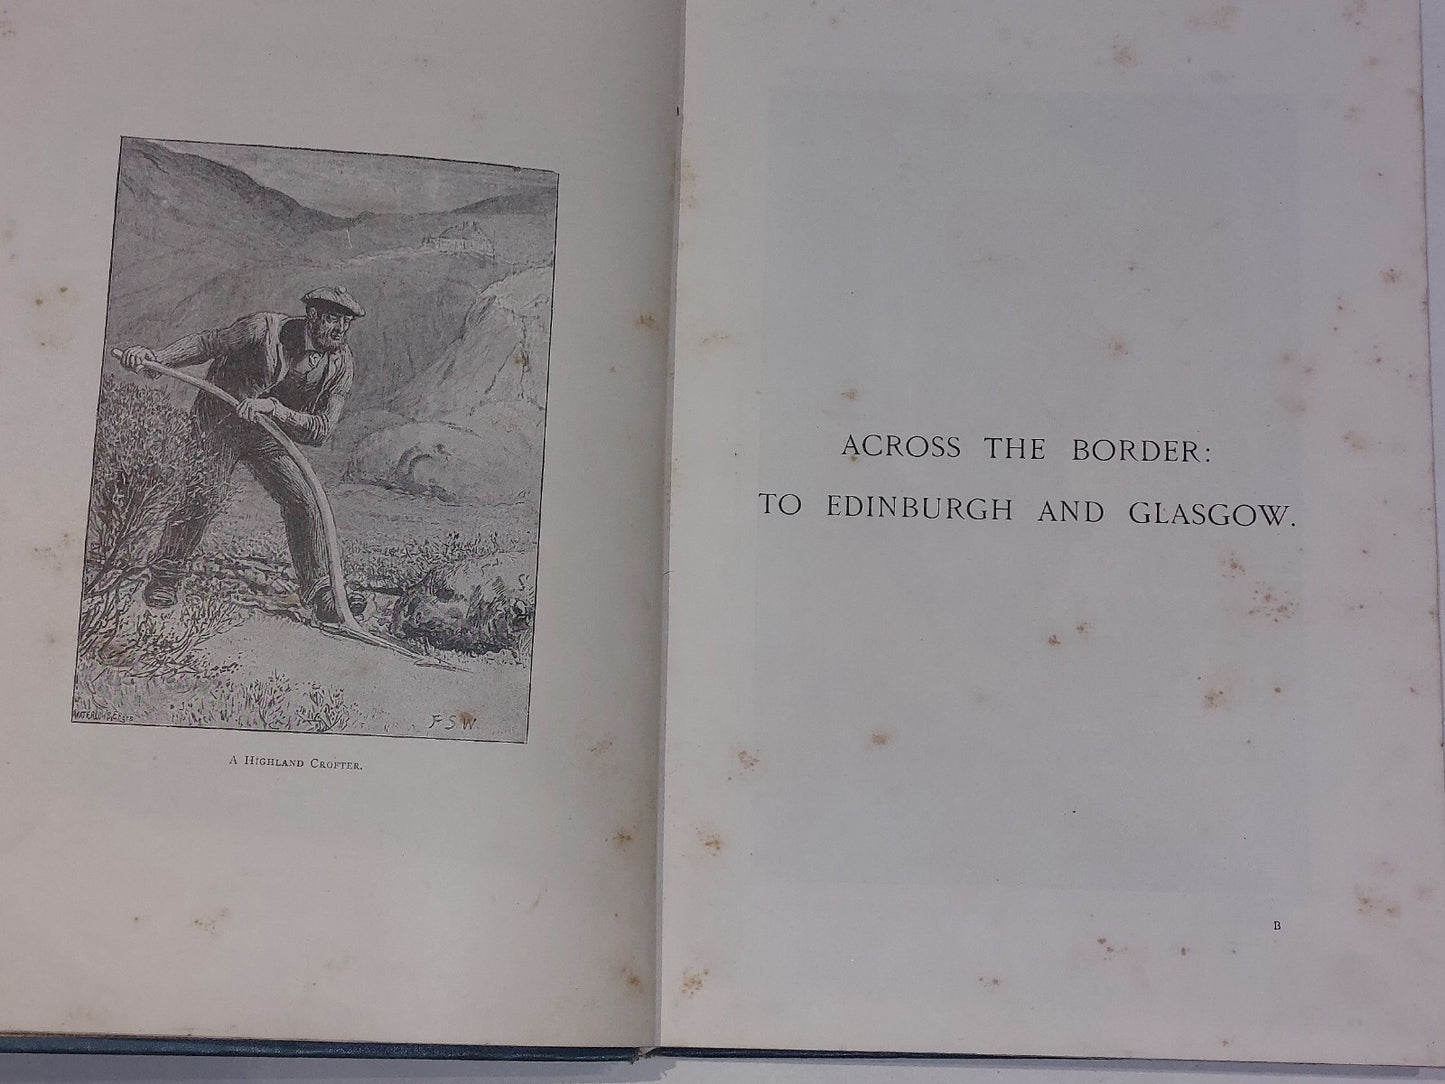 F S W.
A Highland Crofter.
ACROSS THE BORDER:
TO EDINBURGH AND GLASGOW.
B